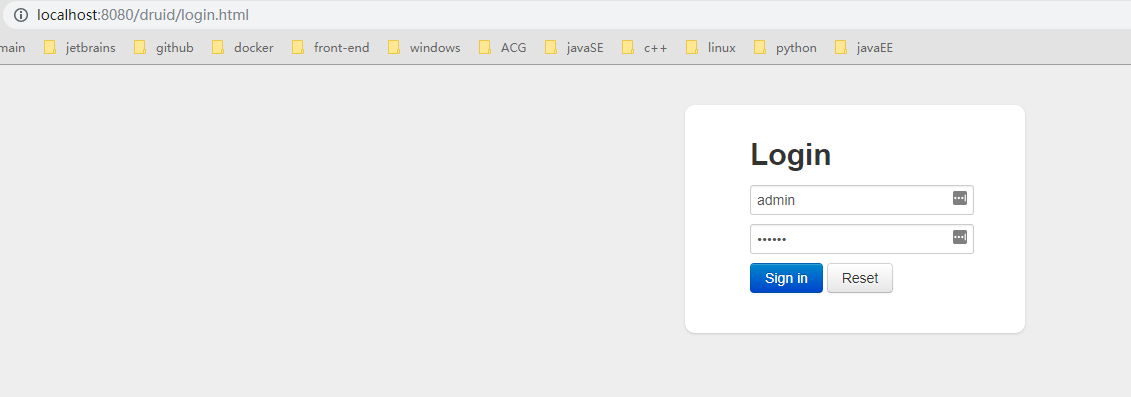 localhost:8080/druid/login.html
main jetbrains github docker front-end windows ACG javaSE c++ linux python javaEE
Login
admin
••••••
Sign in Reset